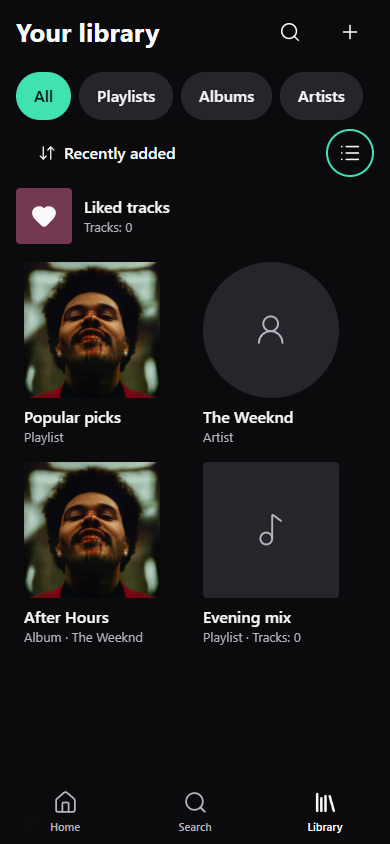 Your library
All
Playlists
Albums
Artists
Recently added
Liked tracks
Tracks: 0
Popular picks
Playlist
The Weeknd
Artist
After Hours
Album · The Weeknd
Evening mix
Playlist · Tracks: 0
Home
Search
Library